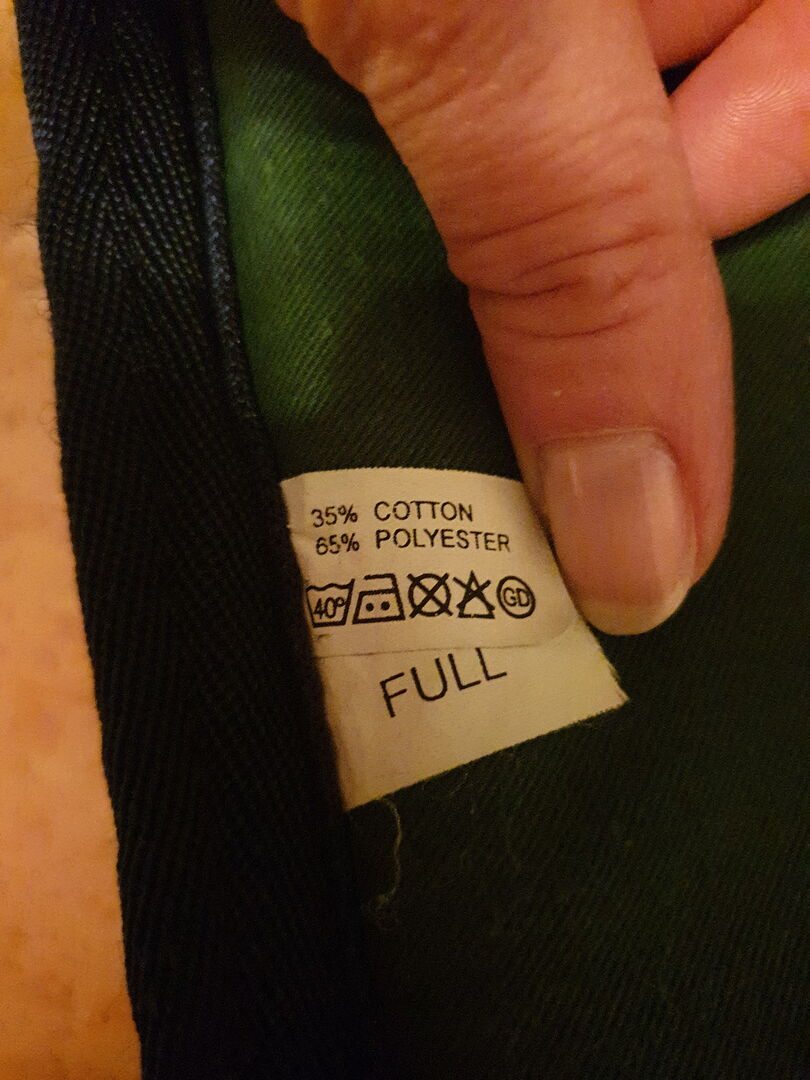 35% COTTON
65% POLYESTER
40° GD
FULL